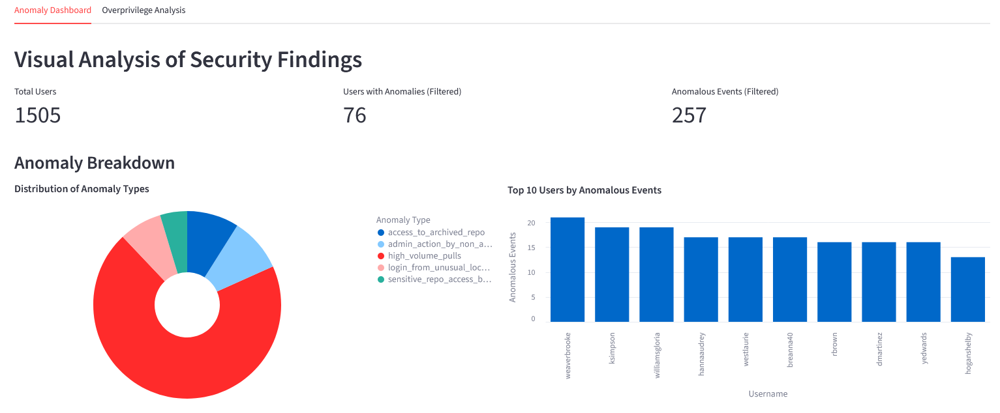 Anomaly Dashboard Overprivilege Analysis
Visual Analysis of Security Findings
Total Users
1505
Users with Anomalies (Filtered)
76
Anomalous Events (Filtered)
257
Anomaly Breakdown
Distribution of Anomaly Types
Anomaly Type
access_to_archived_repo
admin_action_by_non_a…
high_volume_pulls
login_from_unusual_loc…
sensitive_repo_access_b…
Top 10 Users by Anomalous Events
Anomalous Events
20
15
10
5
0
weaverbrooke
ksimpson
williamsgloria
hannaaudrey
westlaurie
breanna40
rbrown
dmartinez
yedwards
hoganshelby
Username